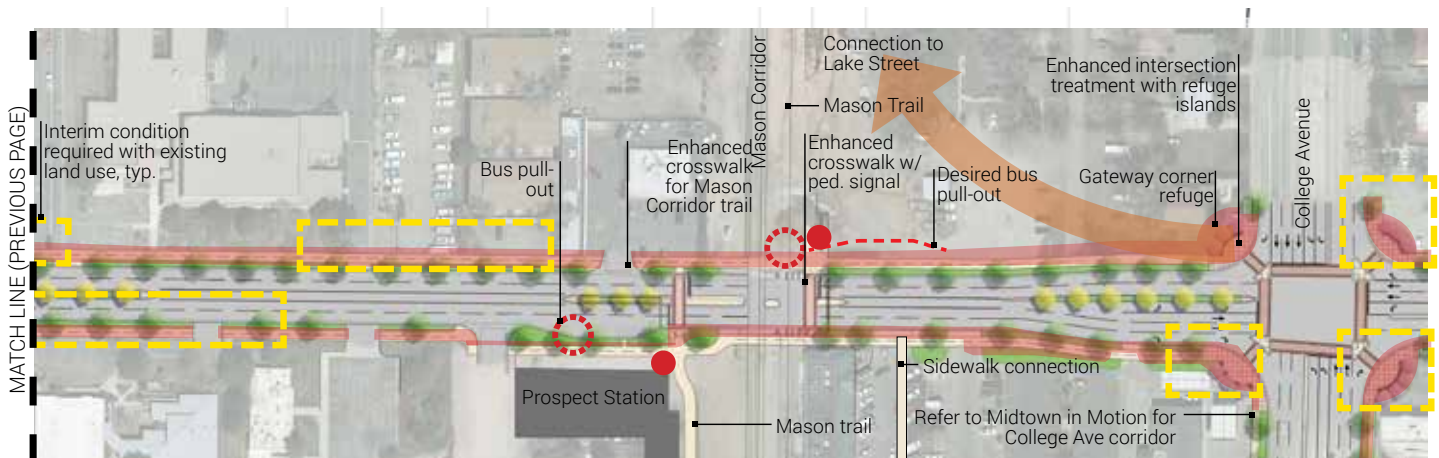 MATCH LINE (PREVIOUS PAGE)
Interim condition
required with existing
land use, typ.
Bus pull-
out
Enhanced
crosswalk
for Mason
Corridor trail
Mason Corridor
Connection to
Lake Street
Mason Trail
Enhanced
crosswalk w/
ped. signal
Desired bus
pull-out
Enhanced intersection
treatment with refuge
islands
Gateway corner
refuge
College Avenue
Prospect Station
Mason trail
Sidewalk connection
Refer to Midtown in Motion for
College Ave corridor